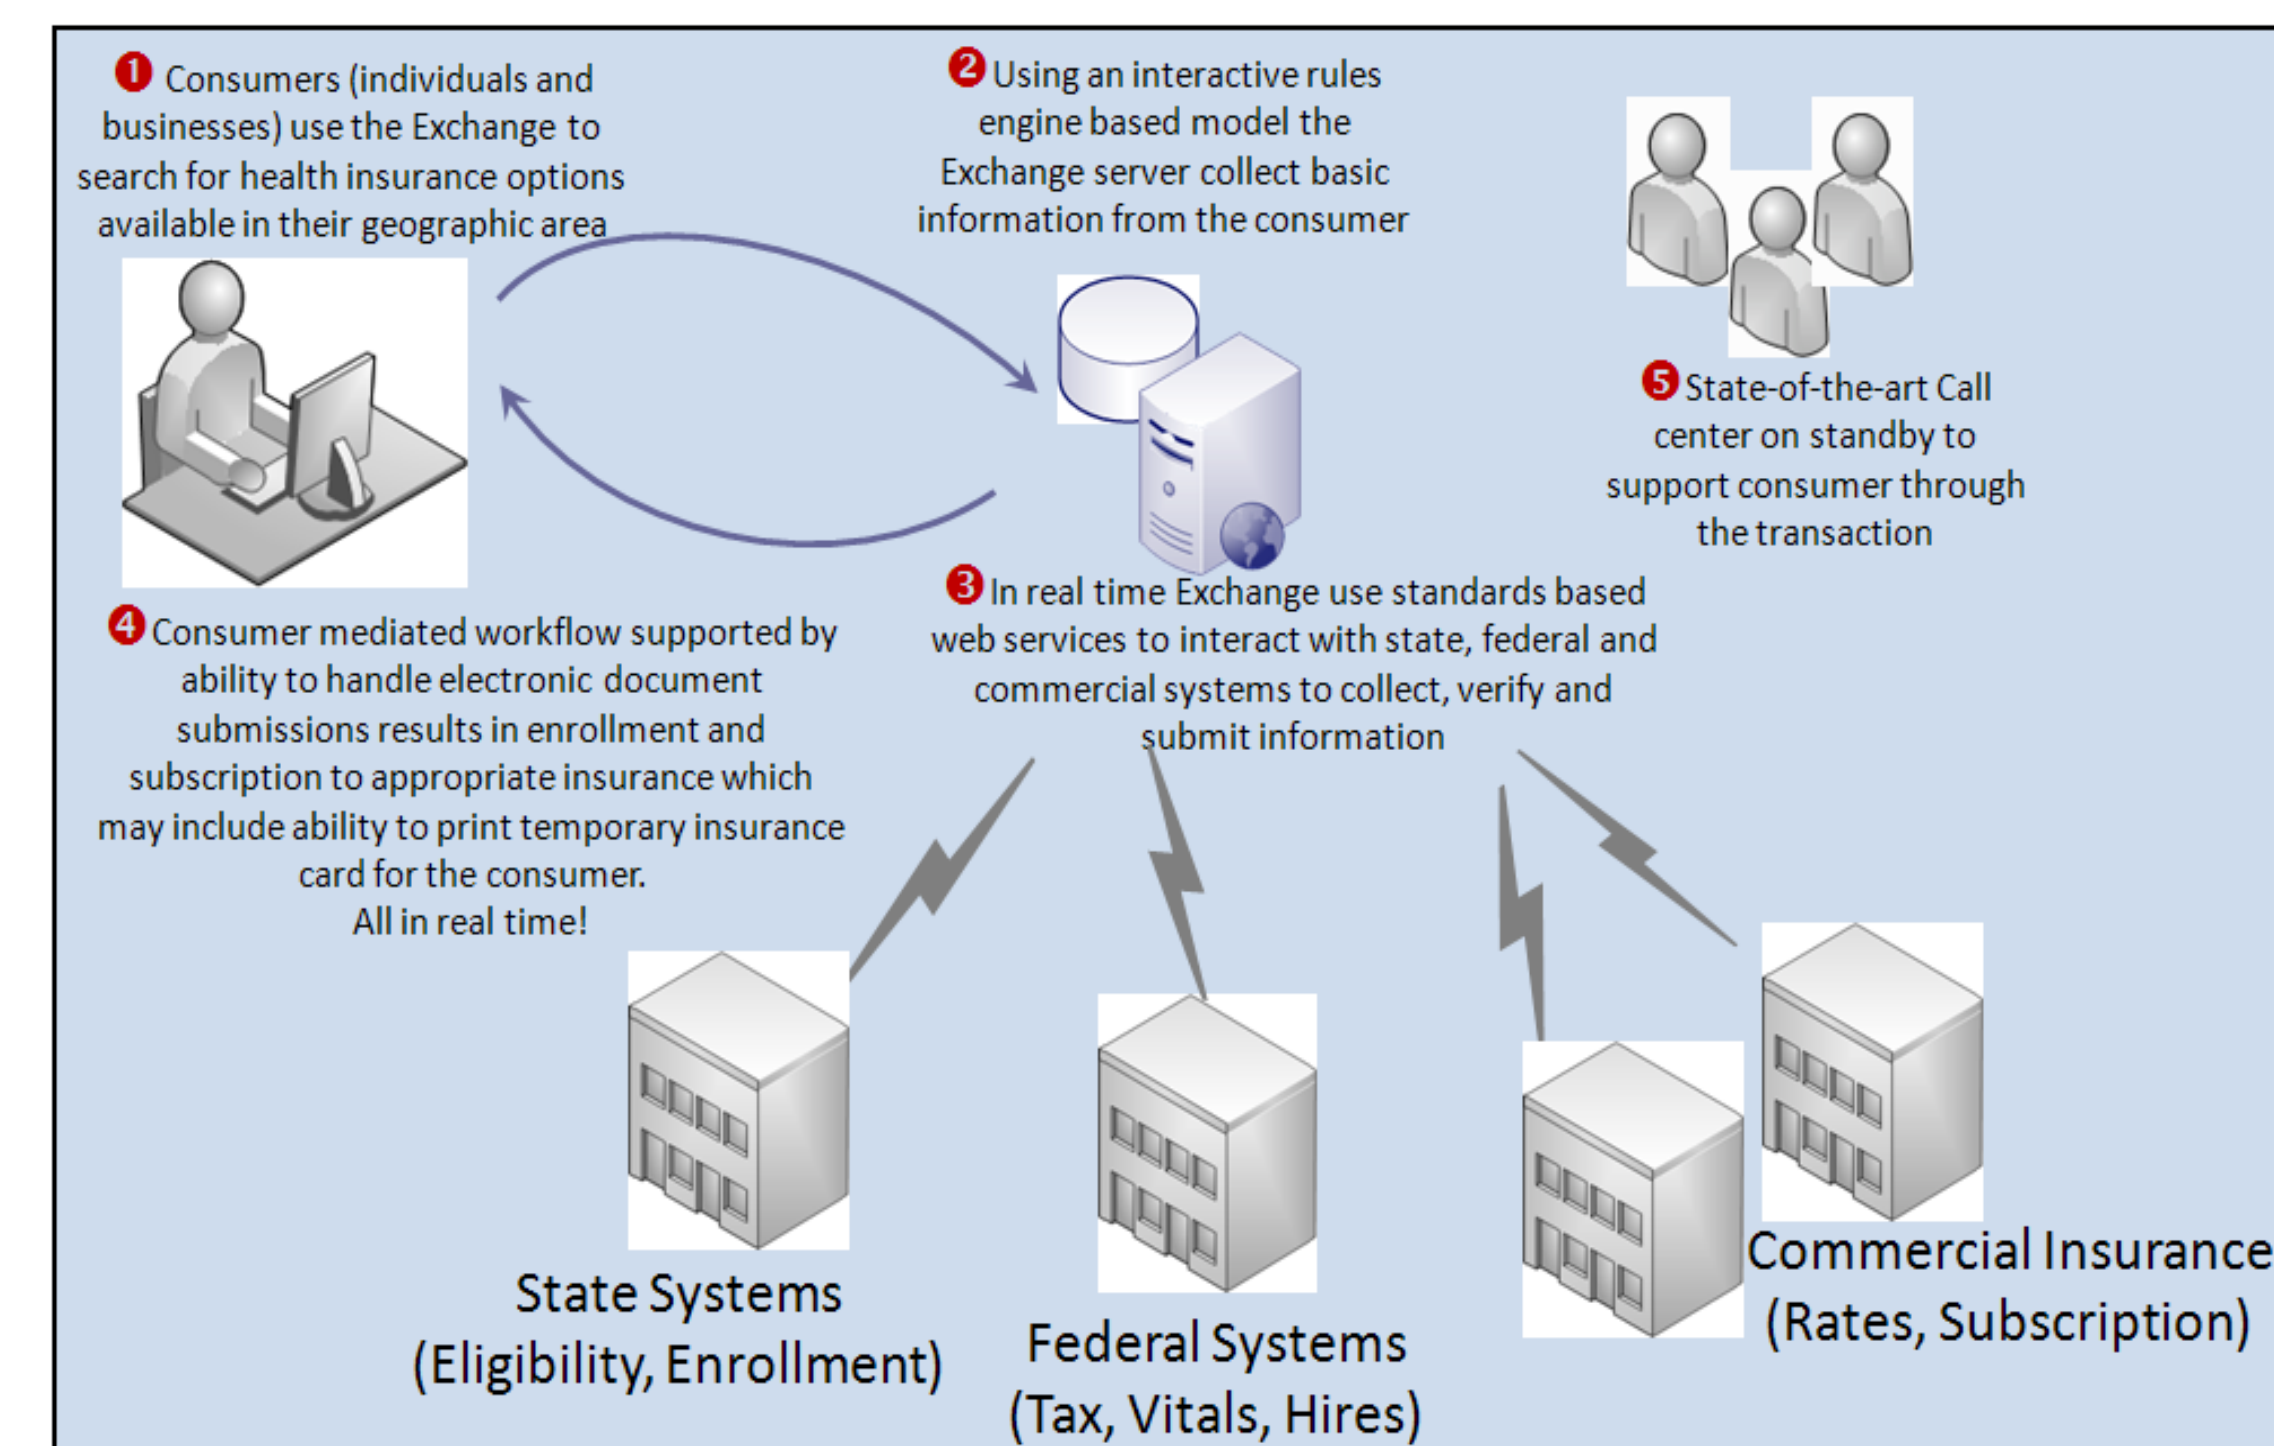 1 Consumers (individuals and
businesses) use the Exchange to
search for health insurance options
available in their geographic area
2 Using an interactive rules
engine based model the
Exchange server collect basic
information from the consumer
3 In real time Exchange use standards based
web services to interact with state, federal and
commercial systems to collect, verify and
submit information
4 Consumer mediated workflow supported by
ability to handle electronic document
submissions results in enrollment and
subscription to appropriate insurance which
may include ability to print temporary insurance
card for the consumer.
All in real time!
5 State-of-the-art Call
center on standby to
support consumer through
the transaction
State Systems
(Eligibility, Enrollment)
Federal Systems
(Tax, Vitals, Hires)
Commercial Insurance
(Rates, Subscription)